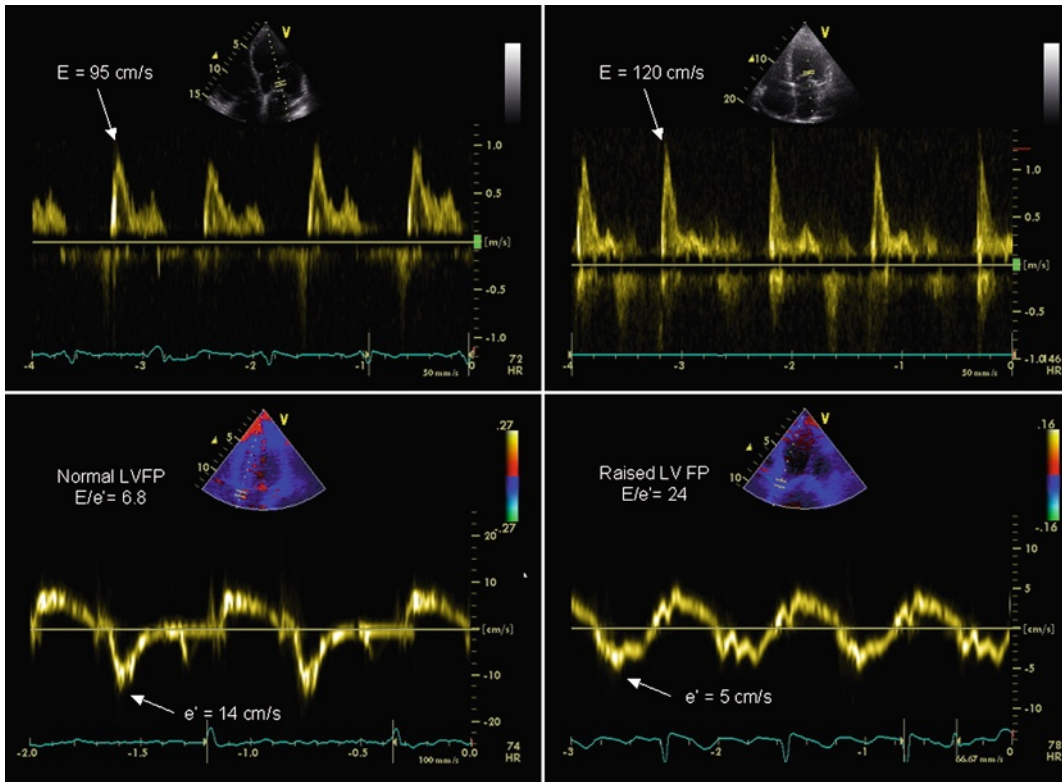 V
5
10
15
E = 95 cm/s
1.0
0.5
[m/s]
-0.5
-1.0
72
HR
-4
-3
-2
-1
0
50 mm/s
V
10
20
E = 120 cm/s
1.0
0.5
[m/s]
-0.5
-1.0
146
HR
-4
-3
-2
-1
0
50 mm/s
V
5
10
.27
-.27
Normal LVFP
E/e'= 6.8
20
10
[cm/s]
-10
-20
e' = 14 cm/s
74
HR
-2.0
-1.5
-1.0
-0.5
0.0
100 mm/s
V
5
10
.16
-.16
Raised LV FP
E/e'= 24
10
5
[cm/s]
-5
-10
e' = 5 cm/s
78
HR
-3
-2
-1
0
66.67 mm/s